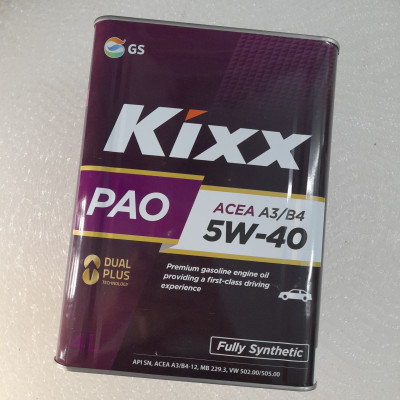 GS
Kixx
PAO
ACEA A3/B4
5W-40
DUAL
PLUS
TECHNOLOGY
Premium gasoline engine oil
providing a first-class driving
experience
4L
Fully Synthetic
API SN, ACEA A3/B4-12, MB 229.3, VW 502.00/505.00